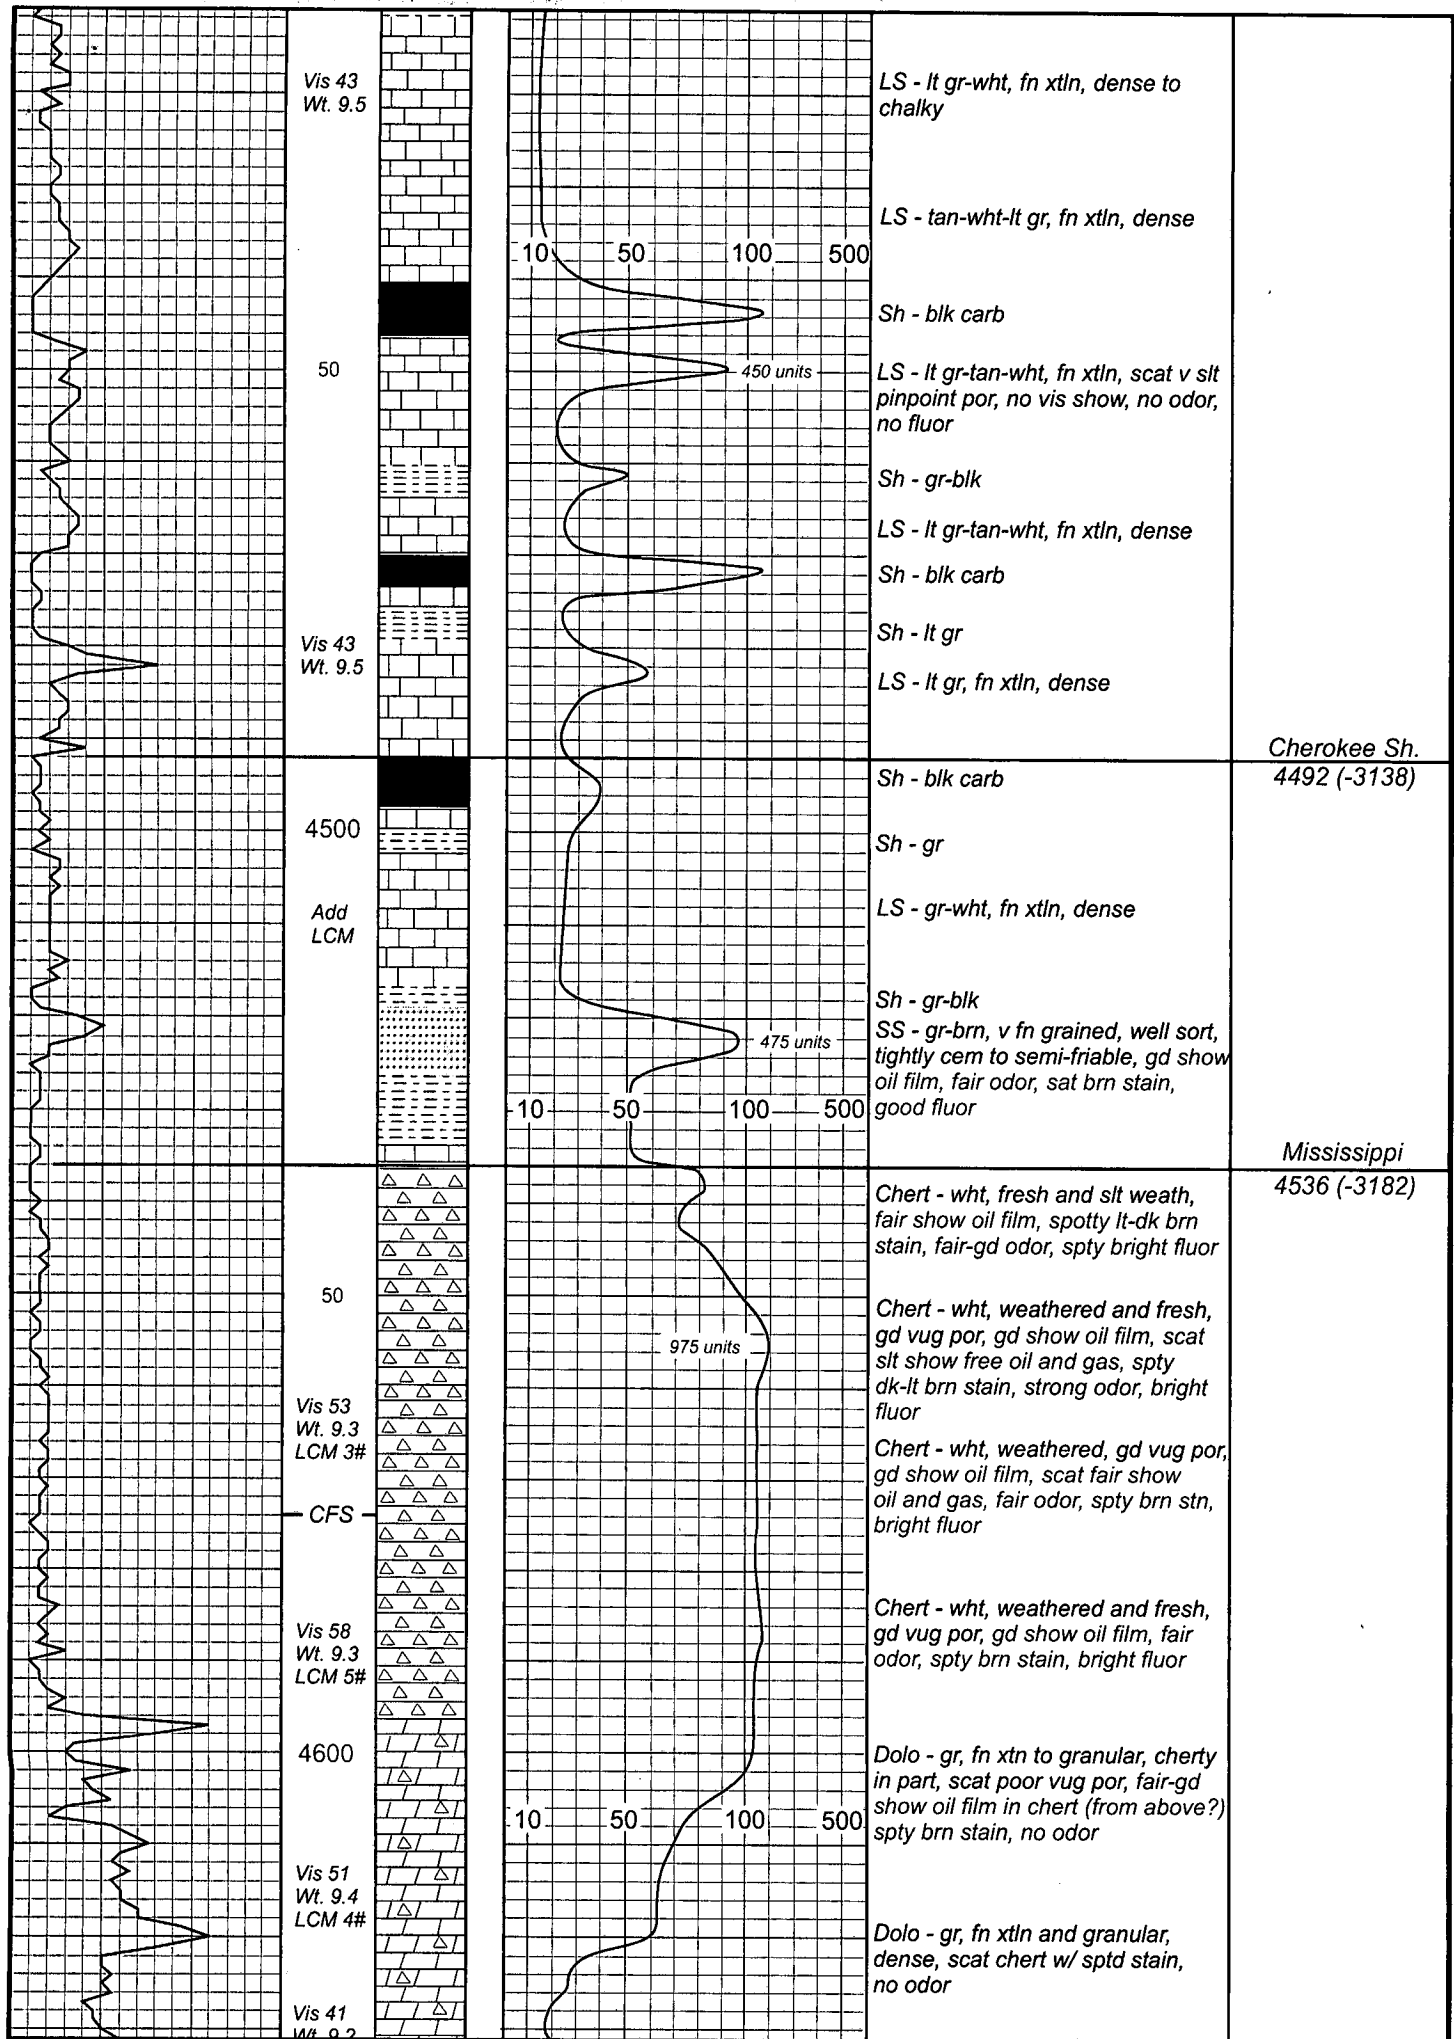 Vis 43
Wt. 9.5
LS - lt gr-wht, fn xtln, dense to
chalky
LS - tan-wht-lt gr, fn xtln, dense
10 50 100 500
Sh - blk carb
50
450 units
LS - lt gr-tan-wht, fn xtln, scat v slt
pinpoint por, no vis show, no odor,
no fluor
Sh - gr-blk
LS - lt gr-tan-wht, fn xtln, dense
Sh - blk carb
Sh - lt gr
Vis 43
Wt. 9.5
LS - lt gr, fn xtln, dense
Cherokee Sh.
4492 (-3138)
Sh - blk carb
4500
Sh - gr
Add
LCM
LS - gr-wht, fn xtln, dense
Sh - gr-blk
475 units
SS - gr-brn, v fn grained, well sort,
tightly cem to semi-friable, gd show
oil film, fair odor, sat brn stain,
good fluor
10 50 100 500
Mississippi
4536 (-3182)
Chert - wht, fresh and slt weath,
fair show oil film, spotty lt-dk brn
stain, fair-gd odor, spty bright fluor
50
975 units
Chert - wht, weathered and fresh,
gd vug por, gd show oil film, scat
slt show free oil and gas, spty
dk-lt brn stain, strong odor, bright
fluor
Vis 53
Wt. 9.3
LCM 3#
Chert - wht, weathered, gd vug por,
gd show oil film, scat fair show
oil and gas, fair odor, spty brn stn,
bright fluor
CFS
Vis 58
Wt. 9.3
LCM 5#
Chert - wht, weathered and fresh,
gd vug por, gd show oil film, fair
odor, spty brn stain, bright fluor
4600
Dolo - gr, fn xtn to granular, cherty
in part, scat poor vug por, fair-gd
show oil film in chert (from above?)
spty brn stain, no odor
10 50 100 500
Vis 51
Wt. 9.4
LCM 4#
Dolo - gr, fn xtln and granular,
dense, scat chert w/ sptd stain,
no odor
Vis 41
Wt. 9.2